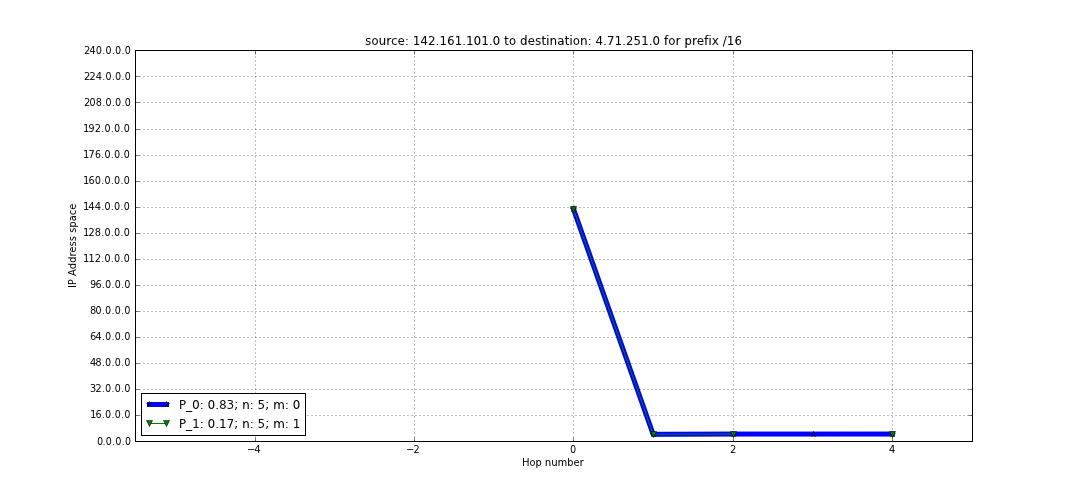 source: 142.161.101.0 to destination: 4.71.251.0 for prefix /16
240.0.0.0
224.0.0.0
208.0.0.0
192.0.0.0
176.0.0.0
160.0.0.0
144.0.0.0
128.0.0.0
112.0.0.0
96.0.0.0
80.0.0.0
64.0.0.0
48.0.0.0
32.0.0.0
16.0.0.0
0.0.0.0
IP Address space
P_0: 0.83; n: 5; m: 0
P_1: 0.17; n: 5; m: 1
−4 −2 0 2 4
Hop number